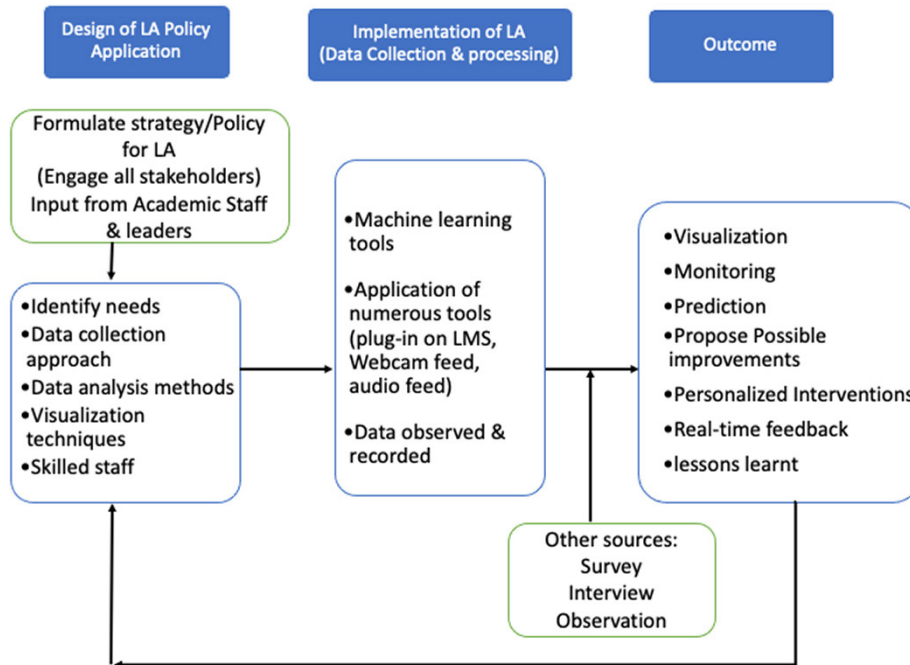 Design of LA Policy
Application
Implementation of LA
(Data Collection & processing)
Outcome
Formulate strategy/Policy
for LA
(Engage all stakeholders)
Input from Academic Staff
& leaders
•Identify needs
•Data collection
approach
•Data analysis methods
•Visualization
techniques
•Skilled staff
•Machine learning
tools
•Application of
numerous tools
(plug-in on LMS,
Webcam feed,
audio feed)
•Data observed &
recorded
•Visualization
•Monitoring
•Prediction
•Propose Possible
improvements
•Personalized Interventions
•Real-time feedback
•lessons learnt
Other sources:
Survey
Interview
Observation